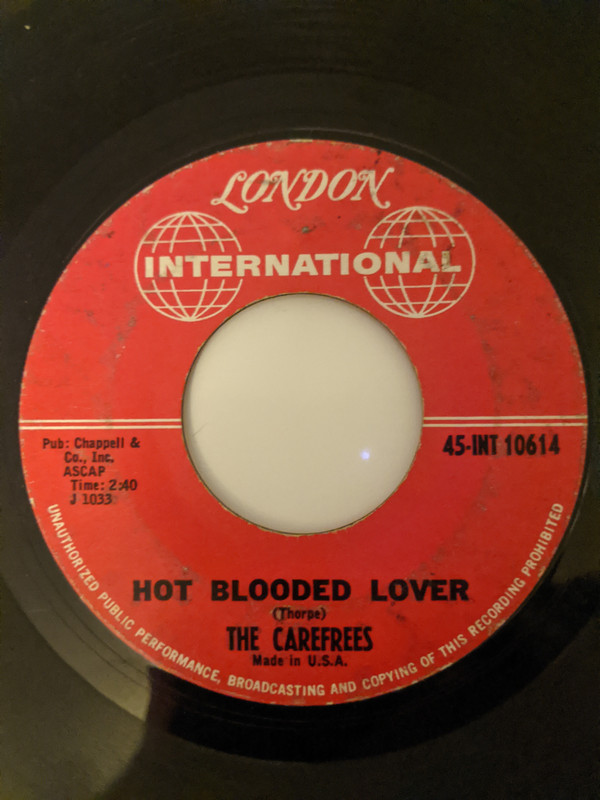 LONDON
INTERNATIONAL
Pub: Chappell &
Co., Inc.
ASCAP
Time: 2:40
J 1033
45-INT 10614
HOT BLOODED LOVER
(Thorpe)
THE CAREFREES
Made in U.S.A.
UNAUTHORIZED PUBLIC PERFORMANCE, BROADCASTING AND COPYING OF THIS RECORDING PROHIBITED